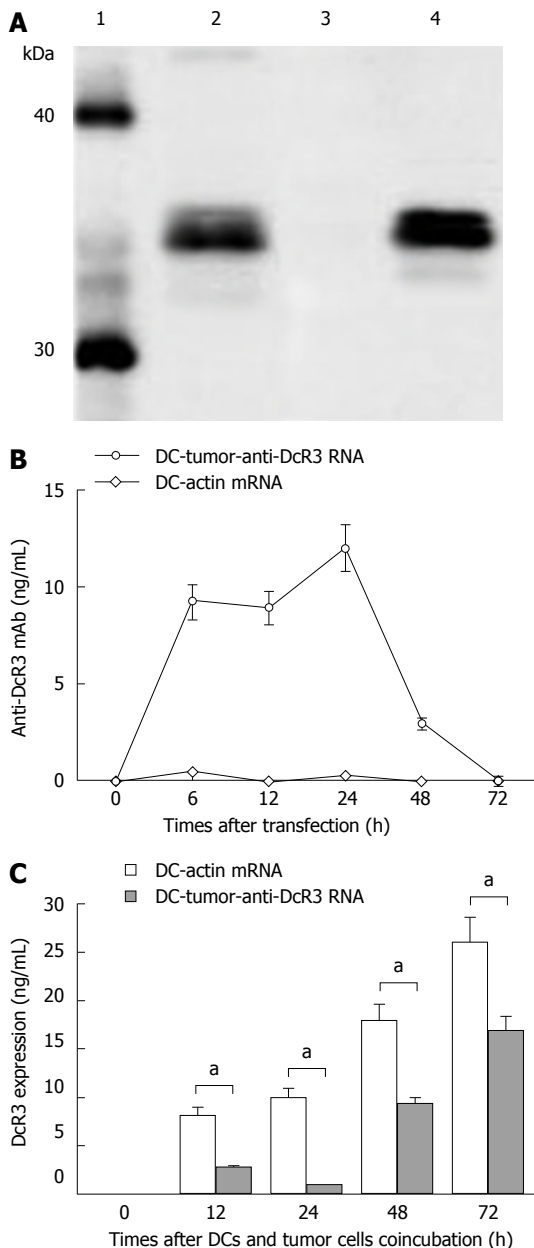 A
1 2 3 4
kDa
40
30
B
DC-tumor-anti-DcR3 RNA
DC-actin mRNA
15
10
5
0
Anti-DcR3 mAb (ng/mL)
0 6 12 24 48 72
Times after transfection (h)
C
DC-actin mRNA
DC-tumor-anti-DcR3 RNA
30
25
20
15
10
5
0
DcR3 expression (ng/mL)
a
a
a
a
0 12 24 48 72
Times after DCs and tumor cells coincubation (h)